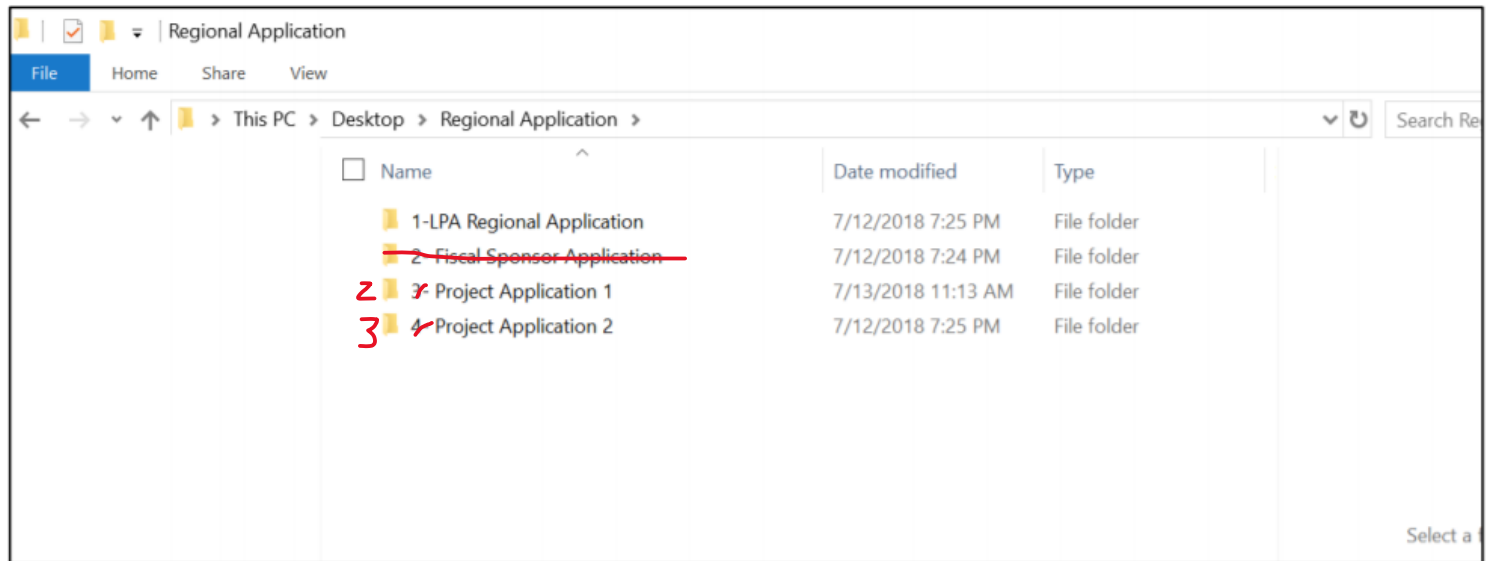 Regional Application
File Home Share View
This PC > Desktop > Regional Application > Search Re
Name Date modified Type
1-LPA Regional Application 7/12/2018 7:25 PM File folder
2- Fiscal Sponsor Application 7/12/2018 7:24 PM File folder
2 3- Project Application 1 7/13/2018 11:13 AM File folder
3 4- Project Application 2 7/12/2018 7:25 PM File folder
Select a